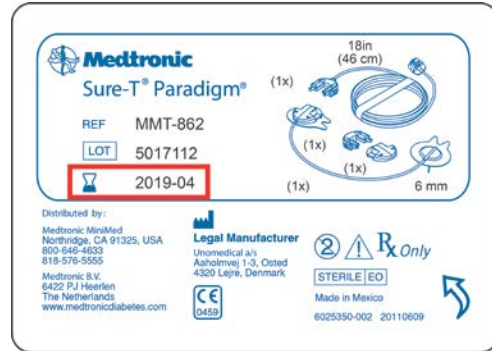 Medtronic
Sure-T® Paradigm®
REF MMT-862
LOT 5017112
2019-04
18in
(46 cm)
(1x)
(1x)
(1x)
(1x)
6 mm
Distributed by:
Medtronic MiniMed
Northridge, CA 91325, USA
800-646-4633
818-576-5555
Medtronic B.V.
6422 PJ Heerlen
The Netherlands
www.medtronicdiabetes.com
Legal Manufacturer
Unomedical a/s
Aaholmvej 1-3, Osted
4320 Lejre, Denmark
CE
0459
2
Rx Only
STERILE EO
Made in Mexico
6025350-002 20110609